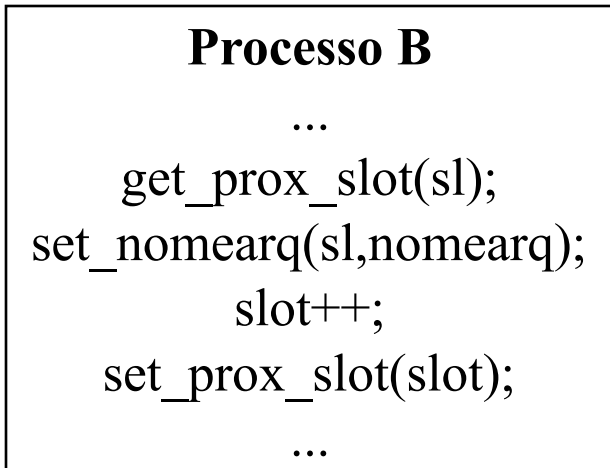 Processo B
...
get_prox_slot(sl);
set_nomearq(sl,nomearq);
slot++;
set_prox_slot(slot);
...